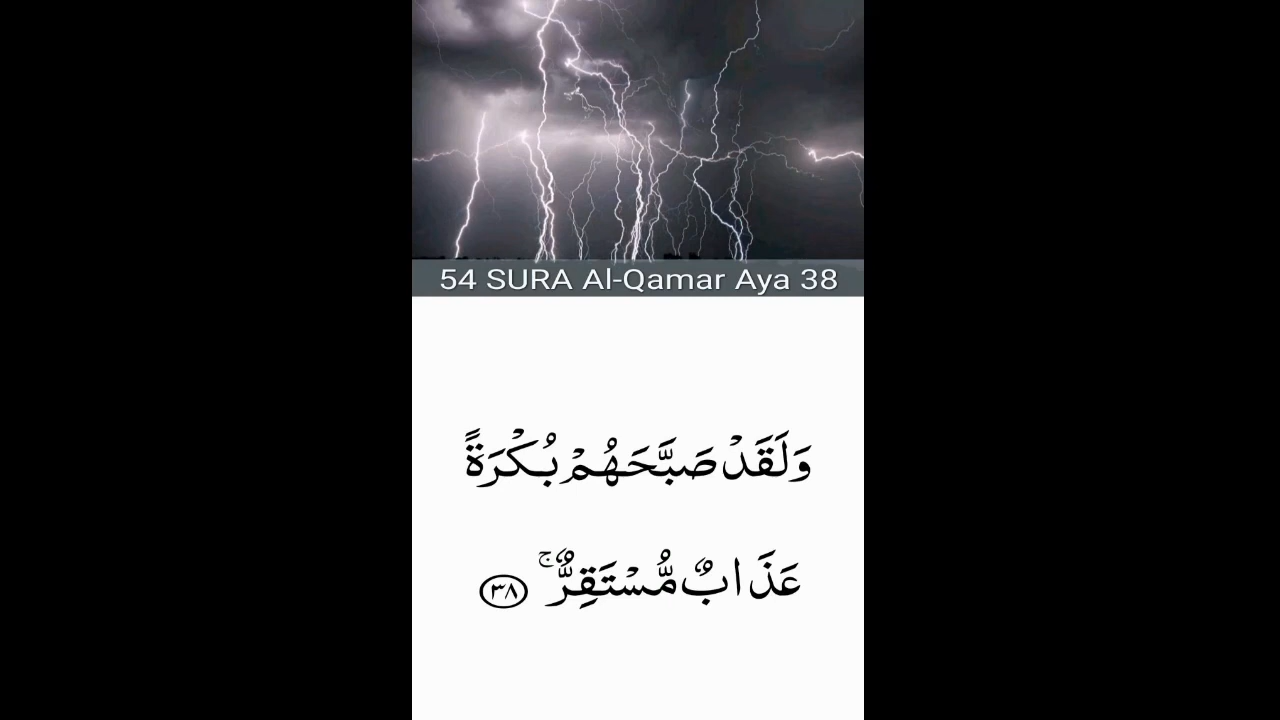 54 SURA Al-Qamar Aya 38
وَلَقَدْ صَبَّحَهُمْ بُكْرَةً
عَذَابٌ مُّسْتَقِرٌّ ۚ ٣٨